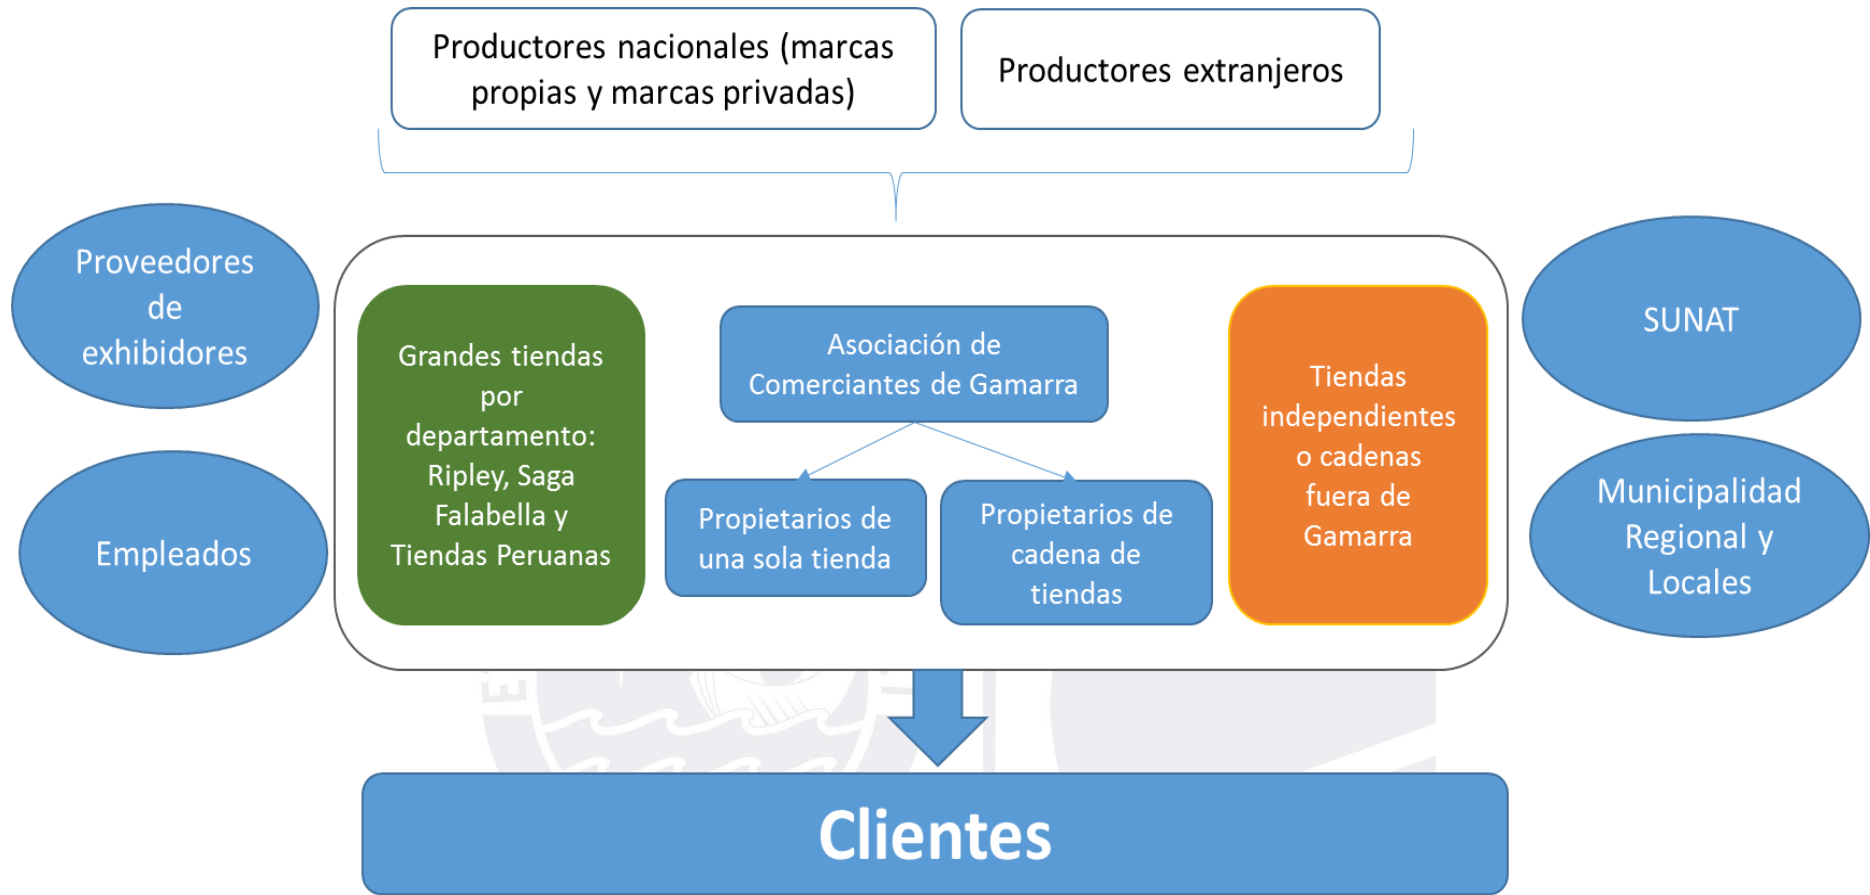 Productores nacionales (marcas
propias y marcas privadas)
Productores extranjeros
Proveedores
de
exhibidores
Empleados
Grandes tiendas
por
departamento:
Ripley, Saga
Falabella y
Tiendas Peruanas
Asociación de
Comerciantes de Gamarra
Propietarios de
una sola tienda
Propietarios de
cadena de
tiendas
Tiendas
independientes
o cadenas
fuera de
Gamarra
SUNAT
Municipalidad
Regional y
Locales
Clientes